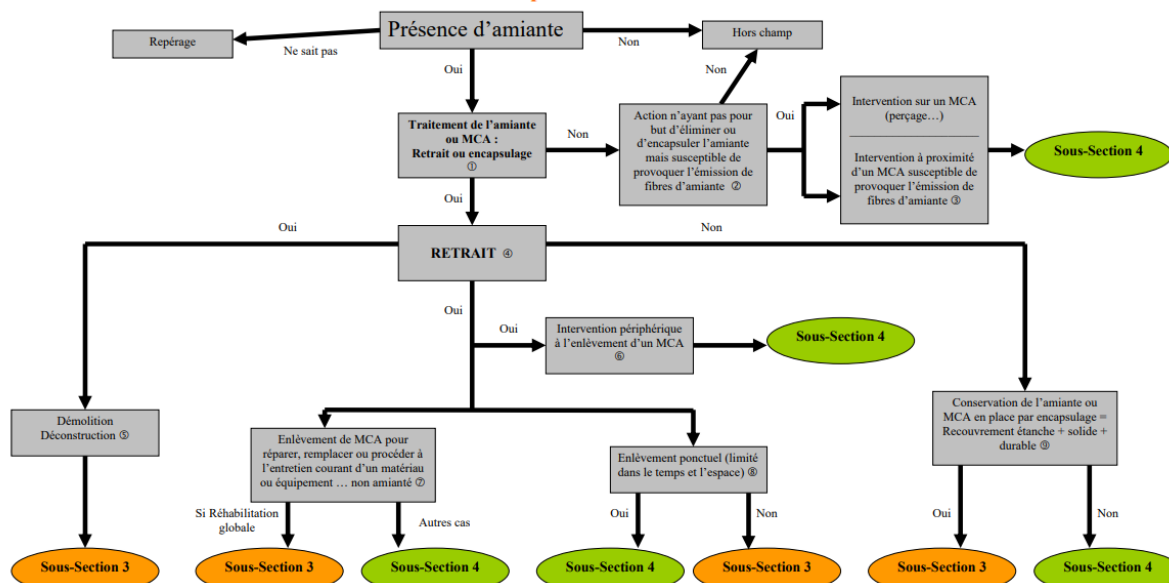 Présence d'amiante
Repérage
Ne sait pas
Non
Hors champ
Oui
Non
Traitement de l'amiante
ou MCA :
Retrait ou encapsulage
①
Non
Action n'ayant pas pour
but d'éliminer ou
d'encapsuler l'amiante
mais susceptible de
provoquer l'émission de
fibres d'amiante ②
Oui
Intervention sur un MCA
(perçage…)
Intervention à proximité
d'un MCA susceptible de
provoquer l'émission de
fibres d'amiante ③
Sous-Section 4
Oui
Oui
RETRAIT ④
Non
Oui
Oui
Intervention périphérique
à l'enlèvement d'un MCA
⑥
Sous-Section 4
Démolition
Déconstruction ⑤
Enlèvement de MCA pour
réparer, remplacer ou procéder à
l'entretien courant d'un matériau
ou équipement … non amianté ⑦
Enlèvement ponctuel (limité
dans le temps et l'espace) ⑧
Conservation de l'amiante ou
MCA en place par encapsulage =
Recouvrement étanche + solide +
durable ⑨
Si Réhabilitation
globale
Autres cas
Oui
Non
Oui
Non
Sous-Section 3
Sous-Section 3
Sous-Section 4
Sous-Section 4
Sous-Section 3
Sous-Section 3
Sous-Section 4